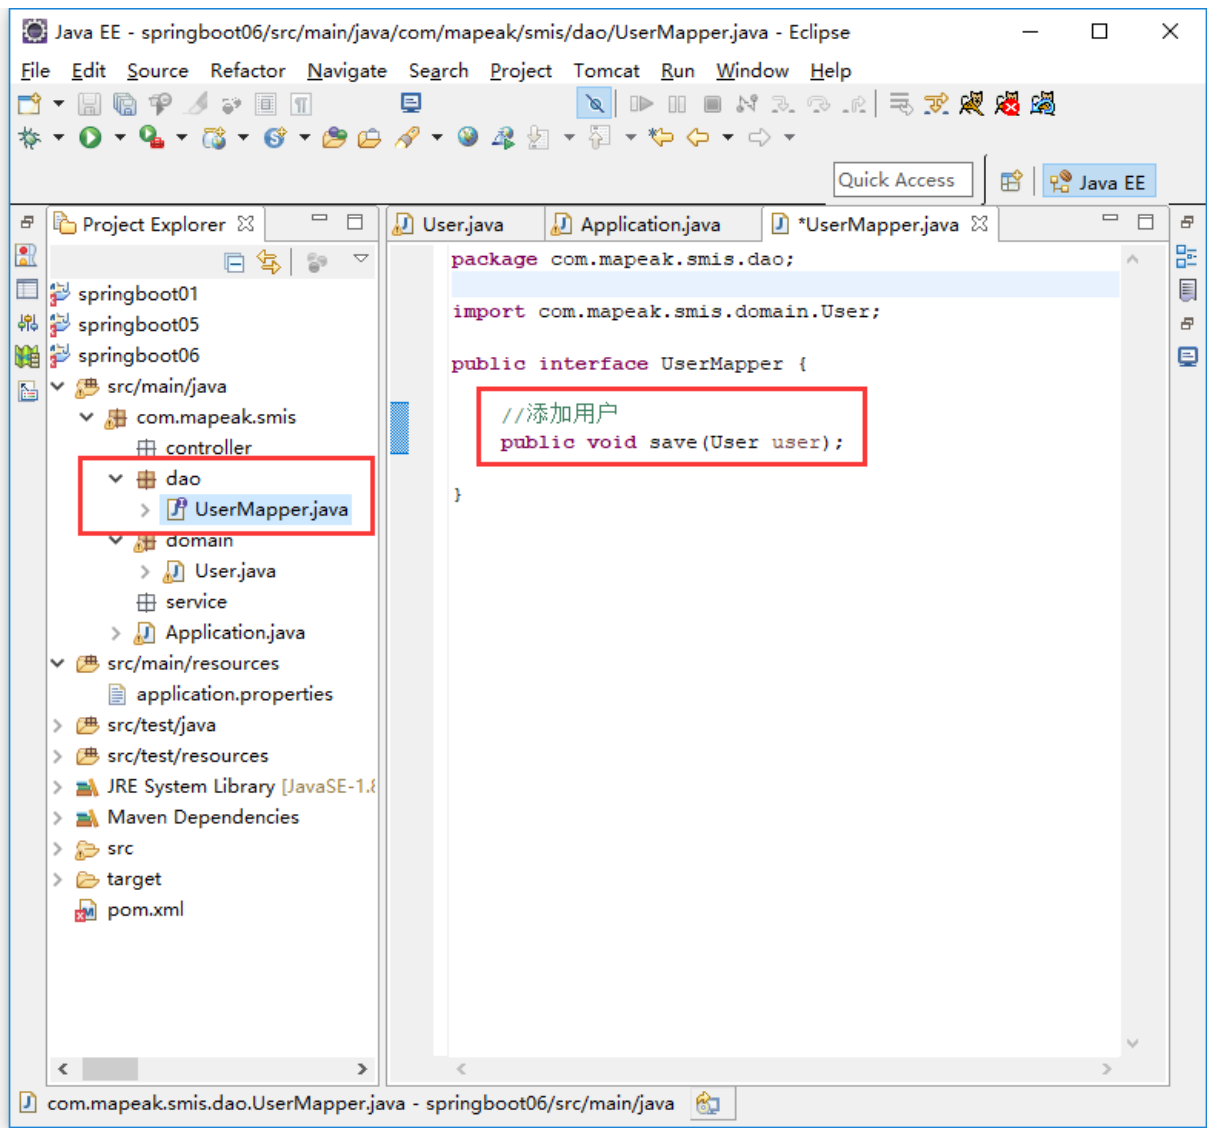 Java EE - springboot06/src/main/java/com/mapeak/smis/dao/UserMapper.java - Eclipse
File Edit Source Refactor Navigate Search Project Tomcat Run Window Help
Quick Access
Java EE
Project Explorer
User.java
Application.java
*UserMapper.java
springboot01
springboot05
springboot06
src/main/java
com.mapeak.smis
controller
dao
UserMapper.java
domain
User.java
service
Application.java
src/main/resources
application.properties
src/test/java
src/test/resources
JRE System Library [JavaSE-1.8
Maven Dependencies
src
target
pom.xml
package com.mapeak.smis.dao;
import com.mapeak.smis.domain.User;
public interface UserMapper {
//添加用户
public void save(User user);
}
com.mapeak.smis.dao.UserMapper.java - springboot06/src/main/java